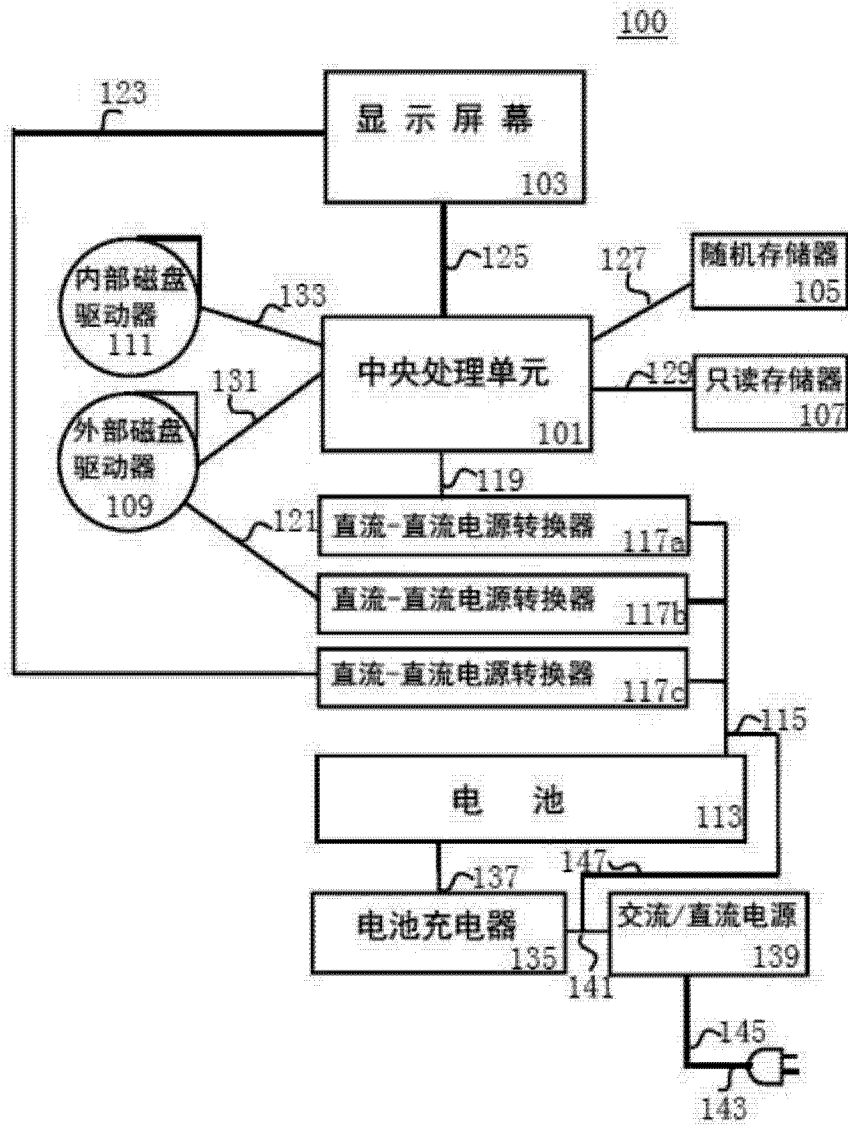 100
123
显示屏幕
103
125
127
随机存储器
105
内部磁盘
驱动器
111
133
中央处理单元
101
129
只读存储器
107
131
外部磁盘
驱动器
109
119
121
直流-直流电源转换器
117a
直流-直流电源转换器
117b
直流-直流电源转换器
117c
115
电池
113
147
137
电池充电器
135
141
交流/直流电源
139
145
143